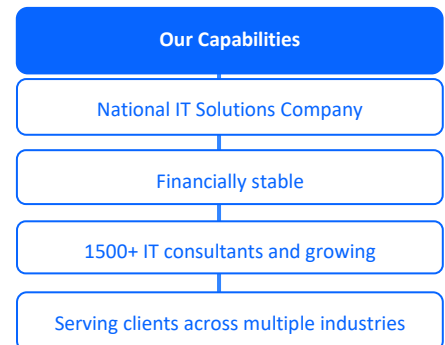 Our Capabilities
National IT Solutions Company
Financially stable
1500+ IT consultants and growing
Serving clients across multiple industries